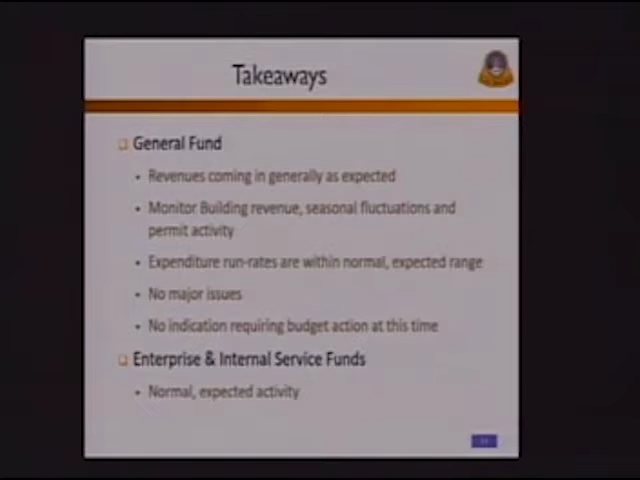 Takeaways
General Fund
Revenues coming in generally as expected
Monitor Building revenue, seasonal fluctuations and
permit activity
Expenditure run-rates are within normal, expected range
No major issues
No indication requiring budget action at this time
Enterprise & Internal Service Funds
Normal, expected activity